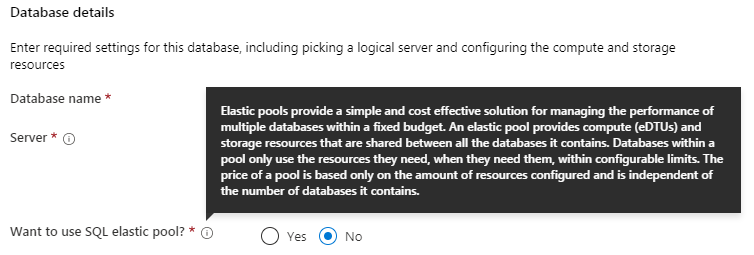 Database details
Enter required settings for this database, including picking a logical server and configuring the compute and storage
resources
Database name *
Server *
Elastic pools provide a simple and cost effective solution for managing the performance of
multiple databases within a fixed budget. An elastic pool provides compute (eDTUs) and
storage resources that are shared between all the databases it contains. Databases within a
pool only use the resources they need, when they need them, within configurable limits. The
price of a pool is based only on the amount of resources configured and is independent of
the number of databases it contains.
Want to use SQL elastic pool? * Yes No